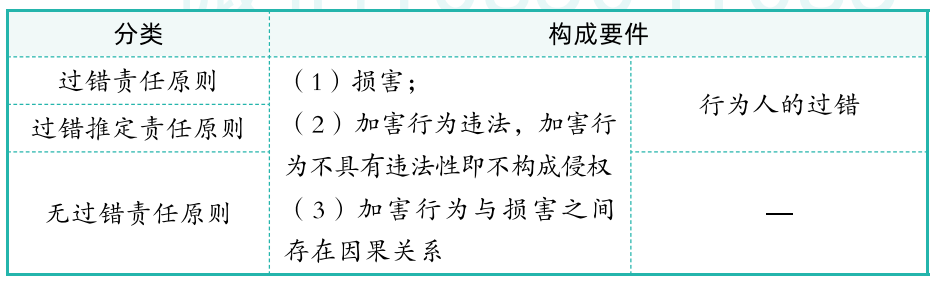 分类
构成要件
过错责任原则
过错推定责任原则
无过错责任原则
（1）损害；
（2）加害行为违法，加害行
为不具有违法性即不构成侵权
（3）加害行为与损害之间
存在因果关系
行为人的过错
—